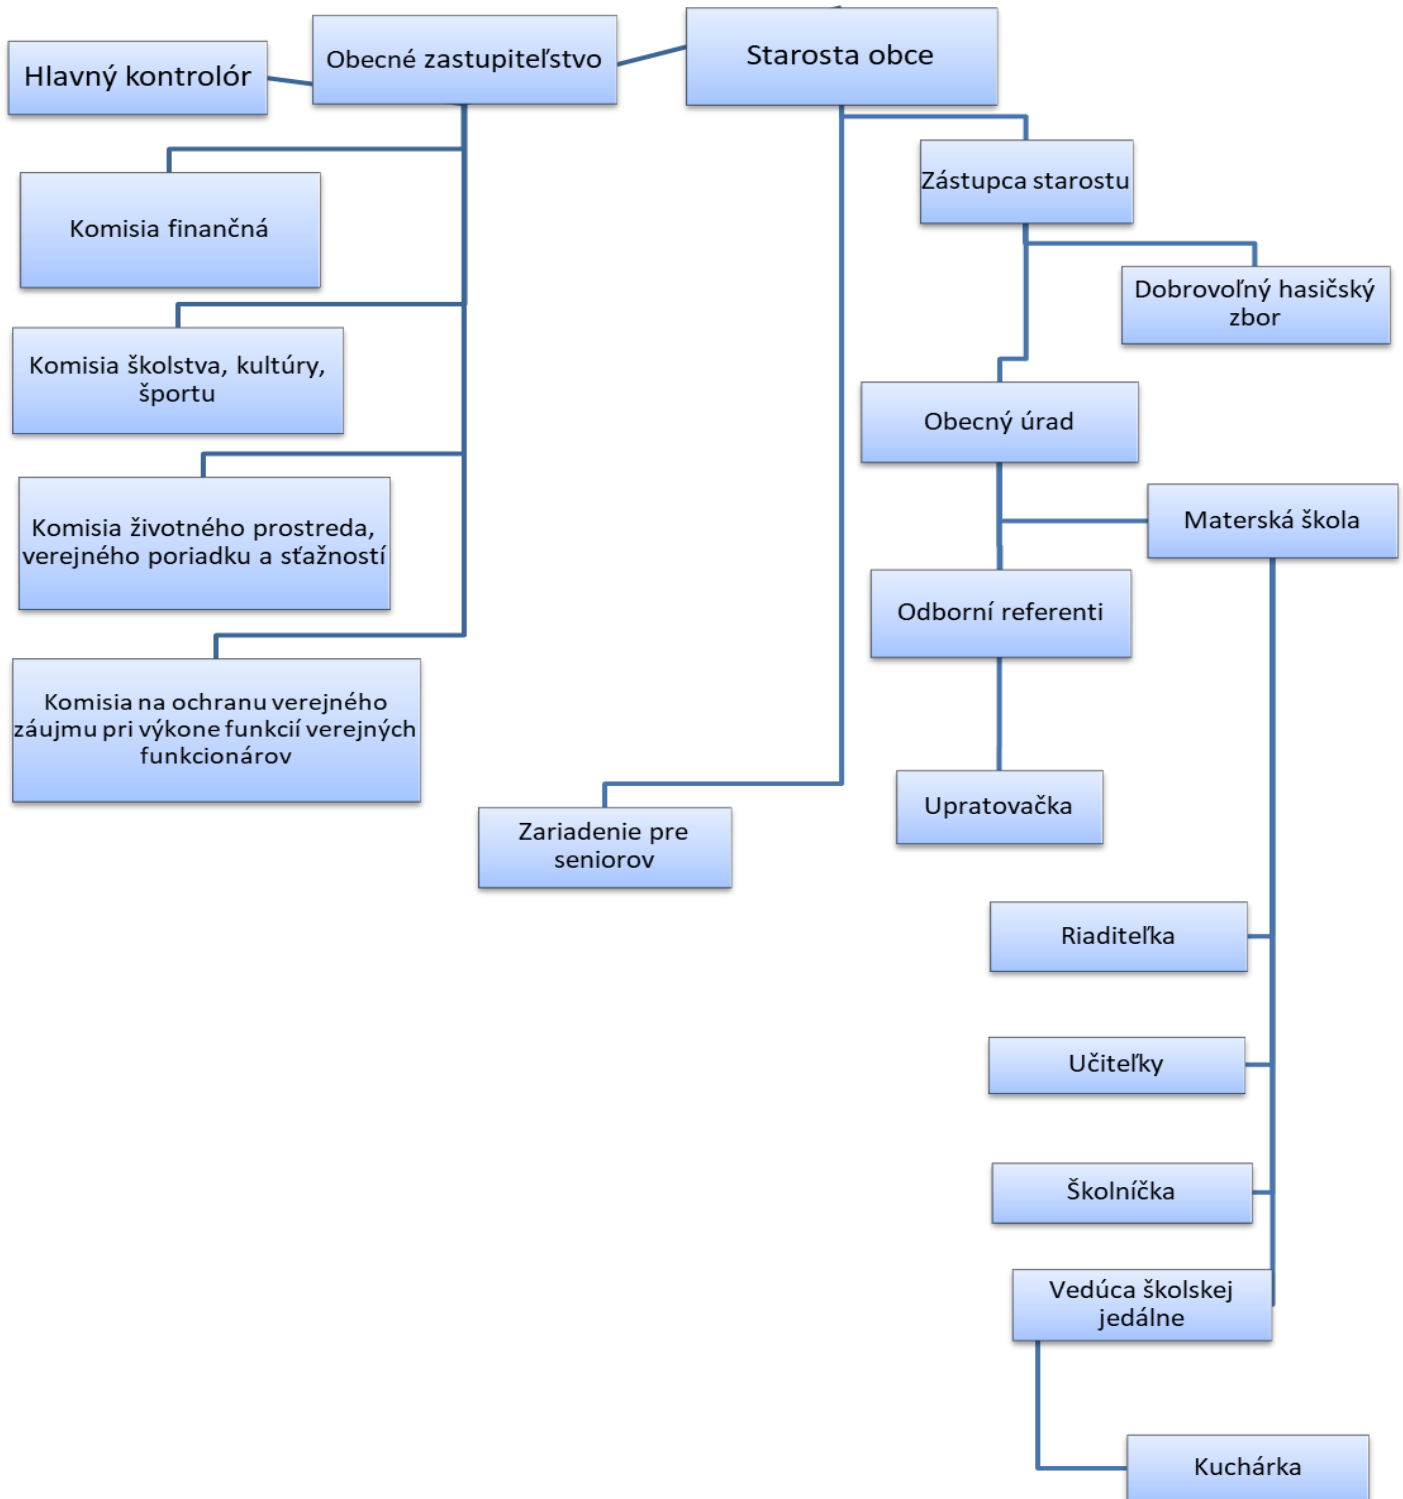 Hlavný kontrolór
Obecné zastupiteľstvo
Starosta obce
Zástupca starostu
Komisia finančná
Dobrovoľný hasičský
zbor
Komisia školstva, kultúry,
športu
Obecný úrad
Materská škola
Komisia životného prostreda,
verejného poriadku a sťažností
Odborní referenti
Komisia na ochranu verejného
záujmu pri výkone funkcií verejných
funkcionárov
Upratovačka
Zariadenie pre
seniorov
Riaditeľka
Učiteľky
Školníčka
Vedúca školskej
jedálne
Kuchárka